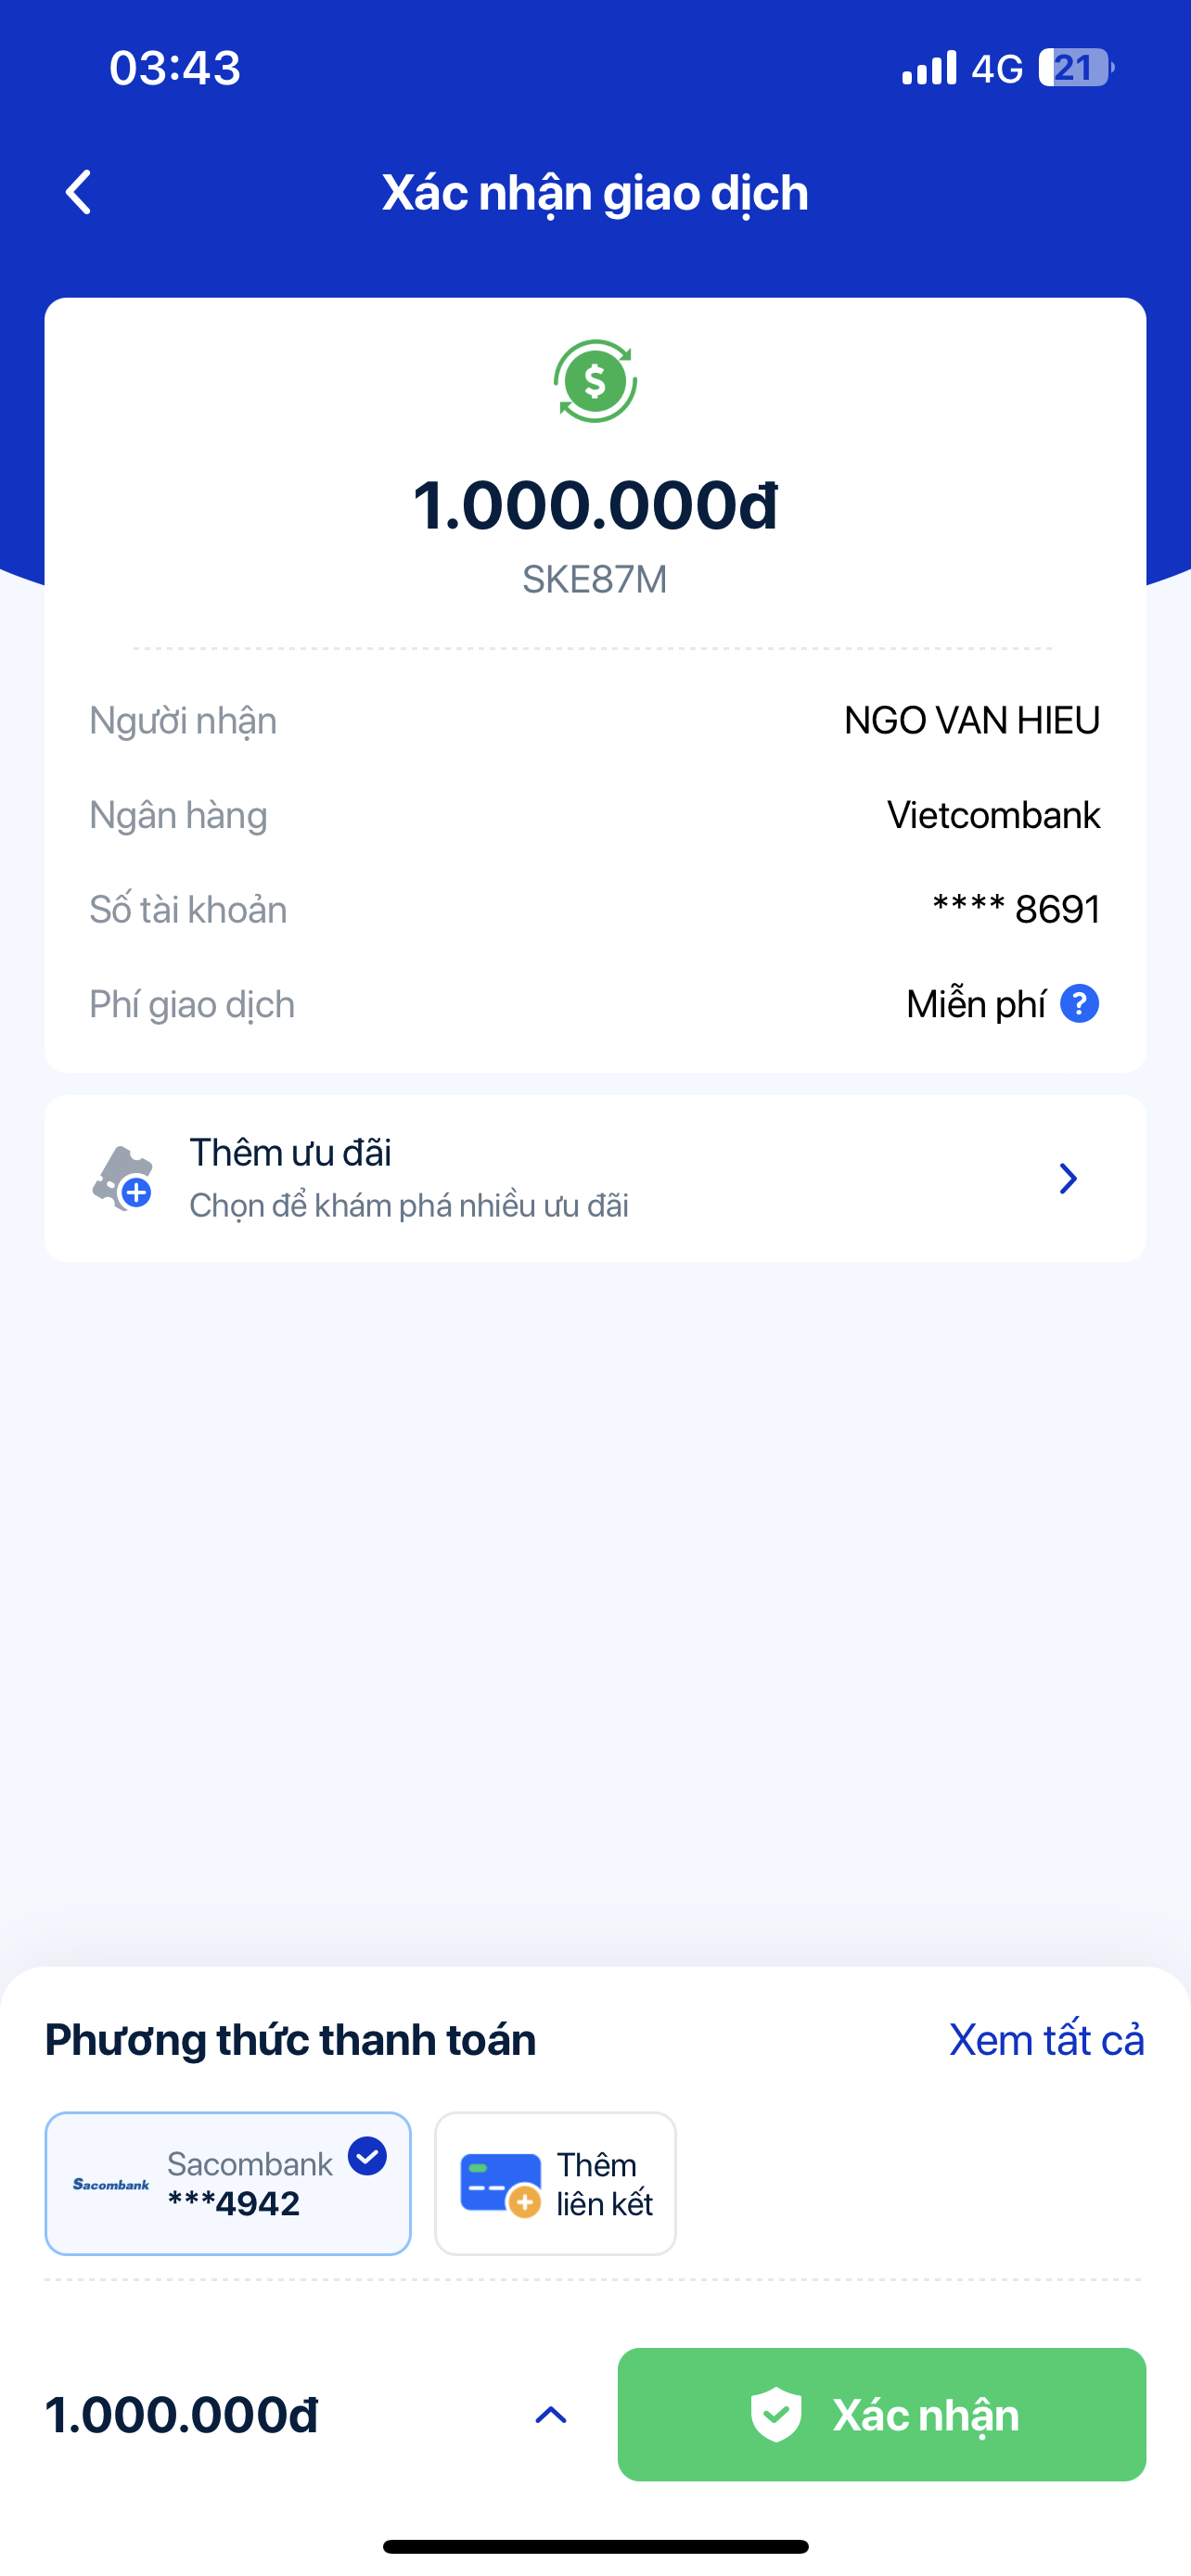 03:43
4G 21
Xác nhận giao dịch
$
1.000.000đ
SKE87M
Người nhận NGO VAN HIEU
Ngân hàng Vietcombank
Số tài khoản **** 8691
Phí giao dịch Miễn phí ?
Thêm ưu đãi
Chọn để khám phá nhiều ưu đãi
Phương thức thanh toán Xem tất cả
Sacombank
Sacombank
***4942
Thêm
liên kết
1.000.000đ Xác nhận